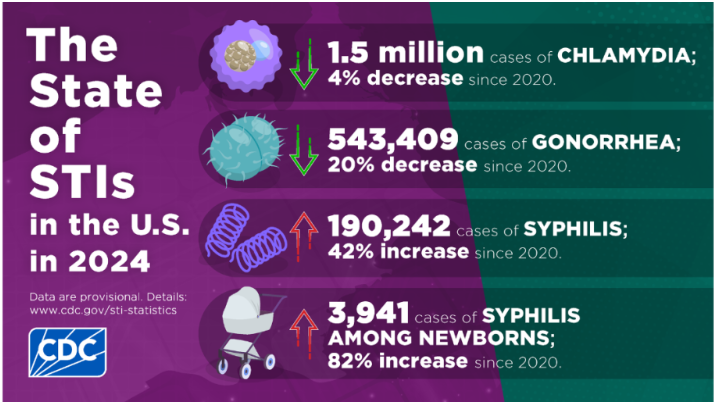 The
State
of
STIs
in the U.S.
in 2024
Data are provisional. Details:
www.cdc.gov/sti-statistics
CDC
1.5 million cases of CHLAMYDIA;
4% decrease since 2020.
543,409 cases of GONORRHEA;
20% decrease since 2020.
190,242 cases of SYPHILIS;
42% increase since 2020.
3,941 cases of SYPHILIS
AMONG NEWBORNS;
82% increase since 2020.